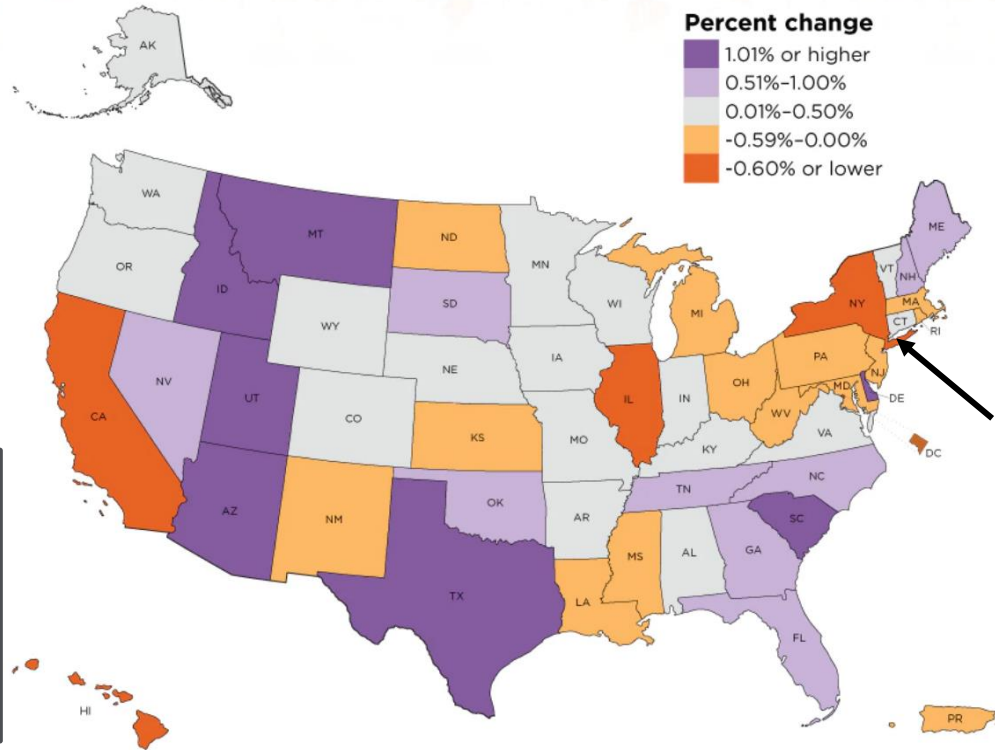 Percent change
1.01% or higher
0.51%–1.00%
0.01%–0.50%
-0.59%–0.00%
-0.60% or lower
AK
WA
OR
ID
MT
ND
MN
SD
WY
WI
MI
NY
VT
NH
ME
MA
CT
RI
NV
UT
CO
NE
IA
IL
IN
OH
PA
NJ
MD
DE
DC
CA
AZ
NM
KS
MO
KY
WV
VA
OK
AR
TN
NC
SC
TX
LA
MS
AL
GA
FL
HI
PR